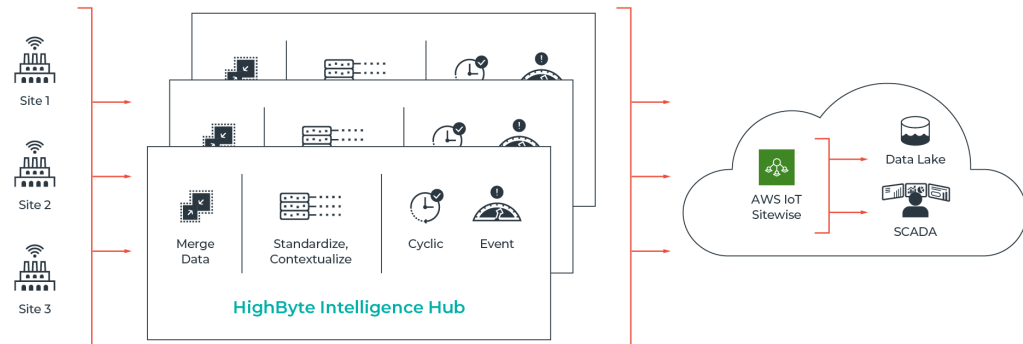 Site 1
Site 2
Site 3
Merge
Data
Standardize,
Contextualize
Cyclic
Event
HighByte Intelligence Hub
AWS IoT
Sitewise
Data Lake
SCADA